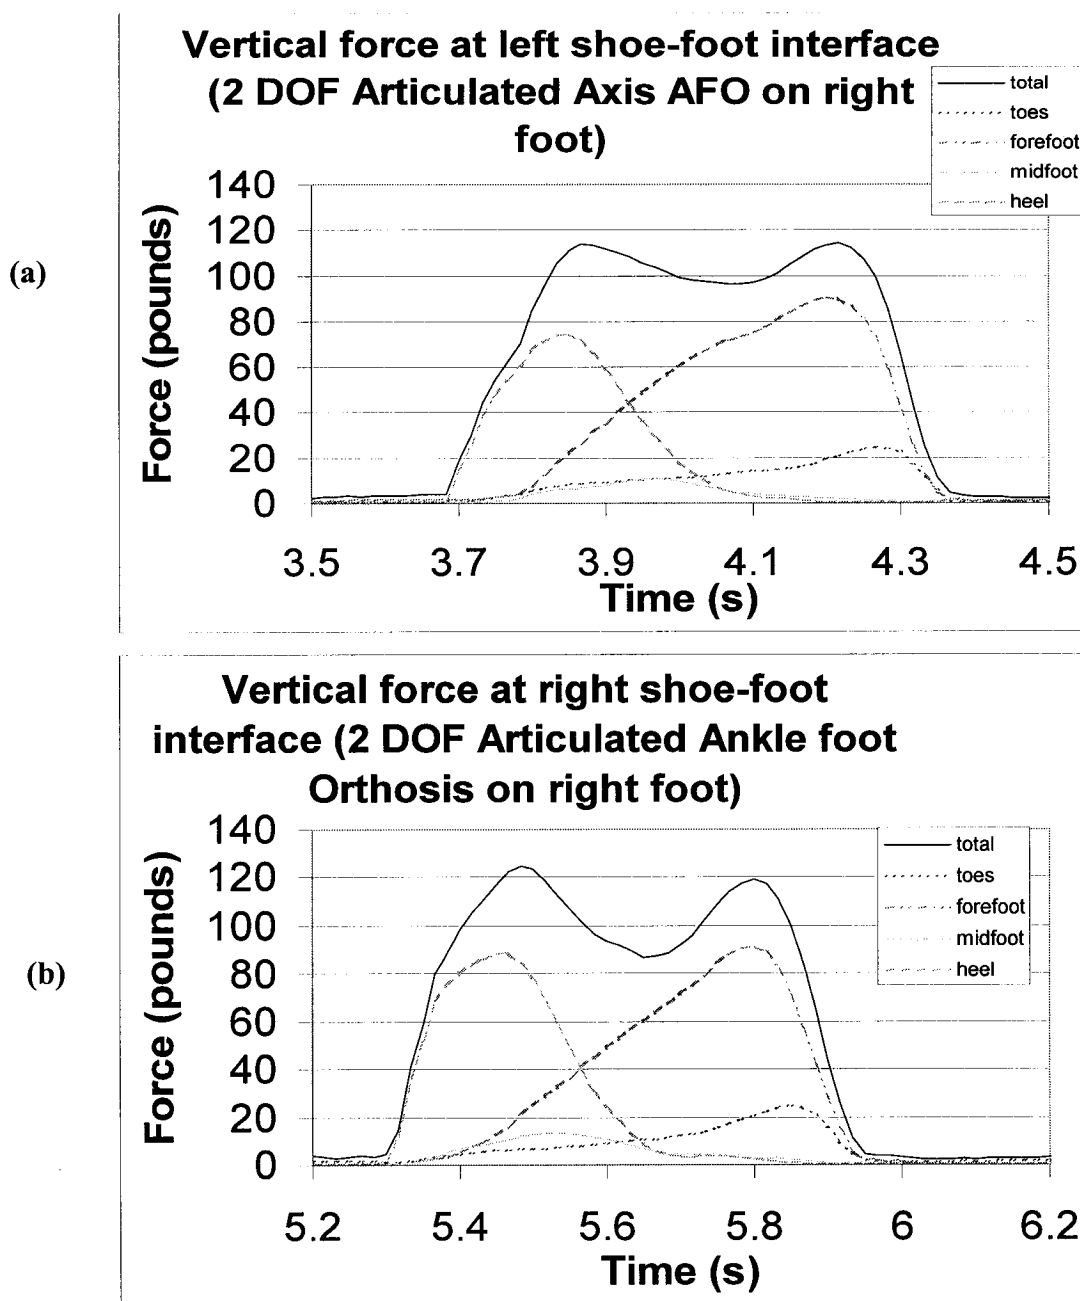 Vertical force at left shoe-foot interface
(2 DOF Articulated Axis AFO on right
foot)
total
toes
forefoot
midfoot
heel
(a)
Force (pounds)
140
120
100
80
60
40
20
0
3.5 3.7 3.9 4.1 4.3 4.5
Time (s)
Vertical force at right shoe-foot
interface (2 DOF Articulated Ankle foot
Orthosis on right foot)
total
toes
forefoot
midfoot
heel
(b)
Force (pounds)
140
120
100
80
60
40
20
0
5.2 5.4 5.6 5.8 6 6.2
Time (s)